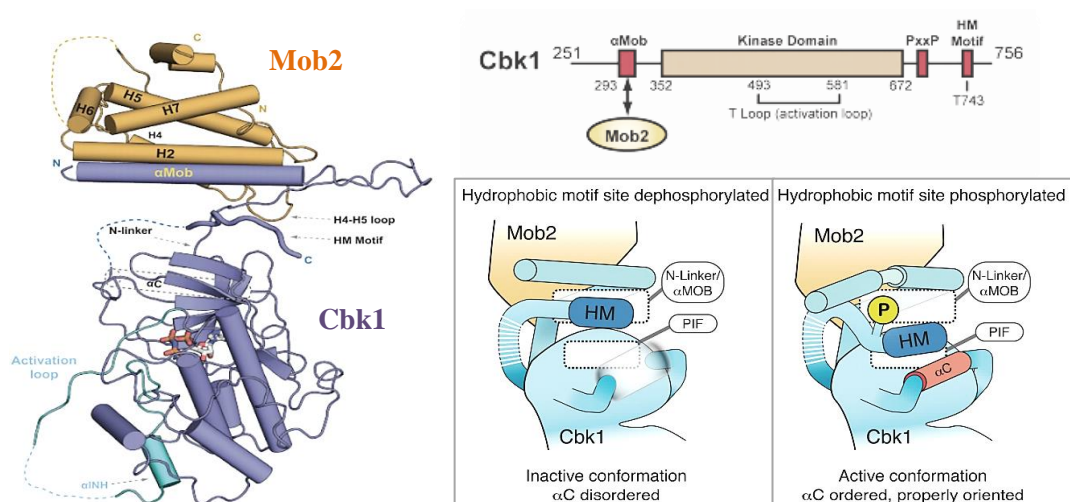 C
Mob2
H5
H6
H7
N
H4
H2
N
αMob
H4-H5 loop
N-linker
HM Motif
C
αC
Cbk1
Activation
loop
αINH
Cbk1
251
αMob
Kinase Domain
PxxP
HM
Motif
756
293
352
493
581
672
T743
T Loop (activation loop)
Mob2
Hydrophobic motif site dephosphorylated
Mob2
N-Linker/
αMOB
HM
PIF
Cbk1
Inactive conformation
αC disordered
Hydrophobic motif site phosphorylated
Mob2
N-Linker/
αMOB
P
HM
PIF
αC
Cbk1
Active conformation
αC ordered, properly oriented